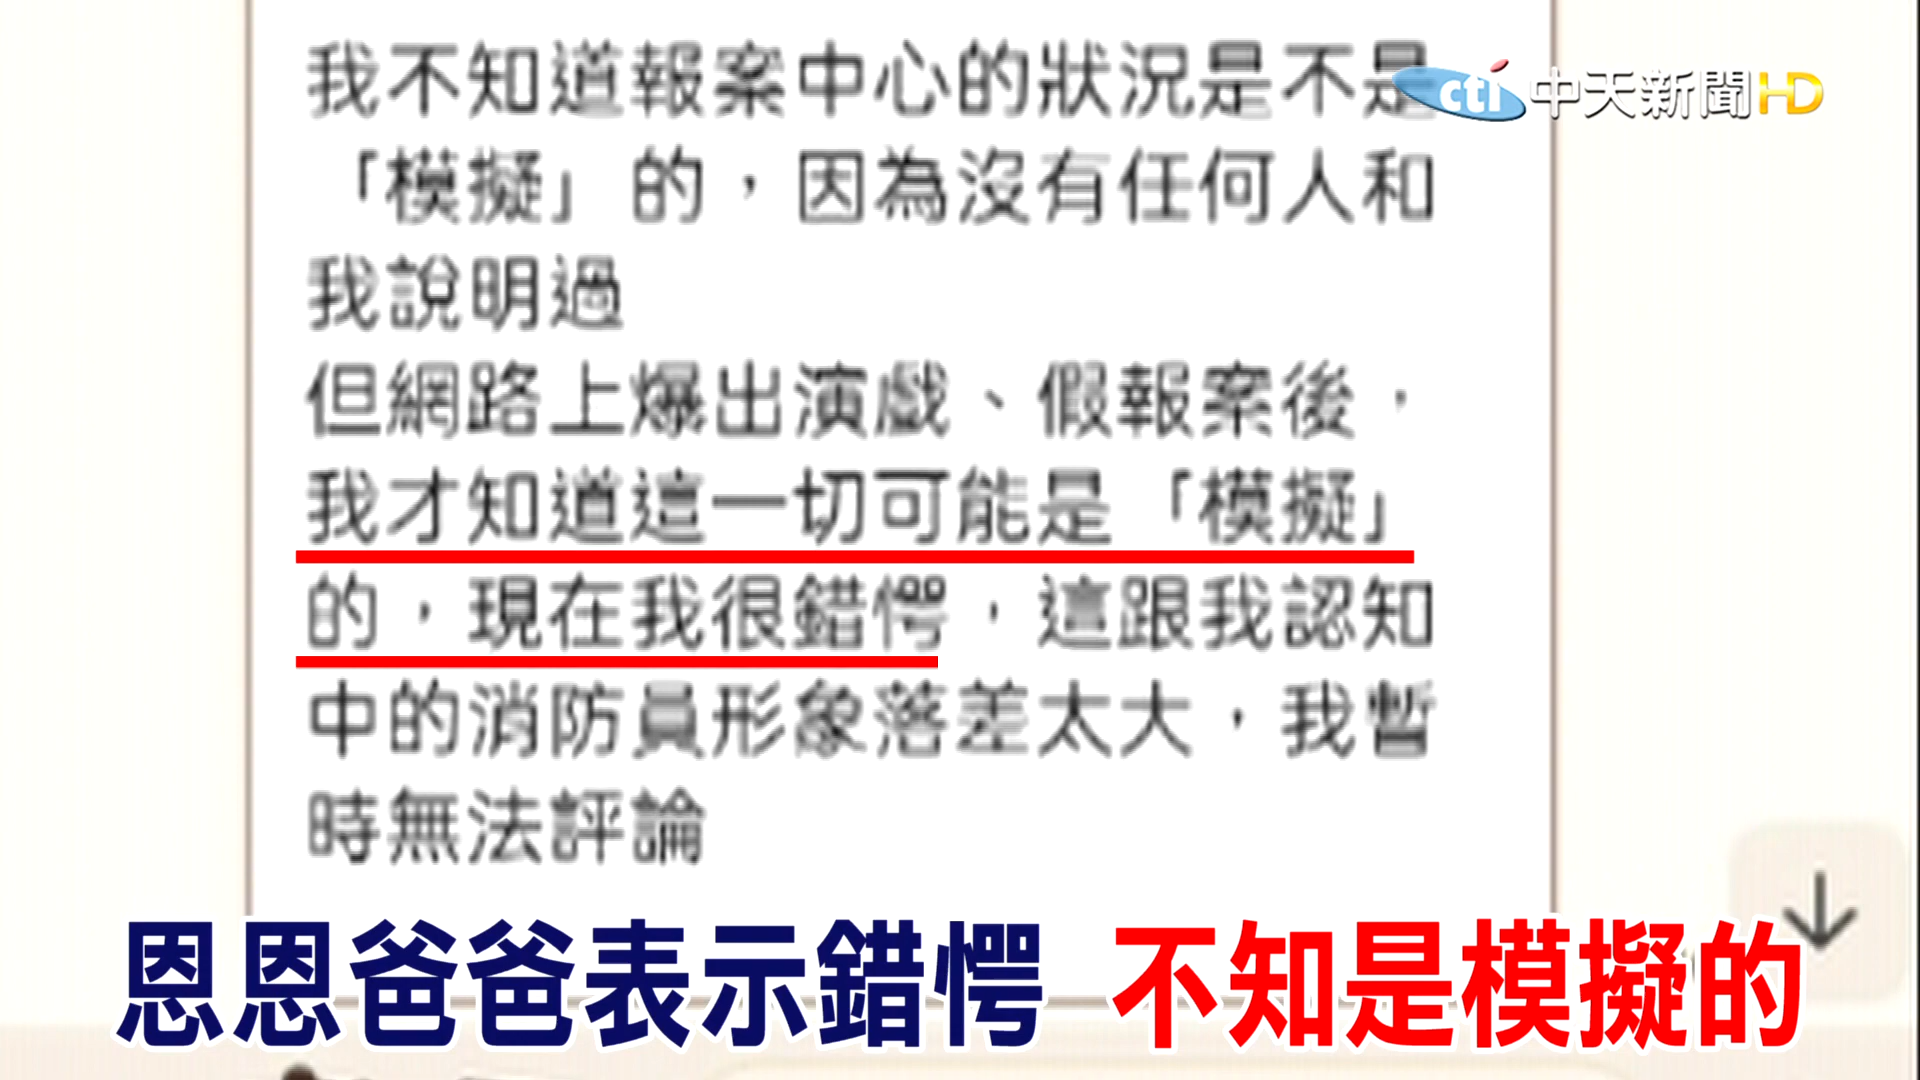 我不知道報案中心的狀況是不是
「模擬」的，因為沒有任何人和
我說明過
但網路上爆出演戲、假報案後，
我才知道這一切可能是「模擬」
的，現在我很錯愕，這跟我認知
中的消防員形象落差太大，我暫
時無法評論
cti 中天新聞HD
恩恩爸爸表示錯愕 不知是模擬的